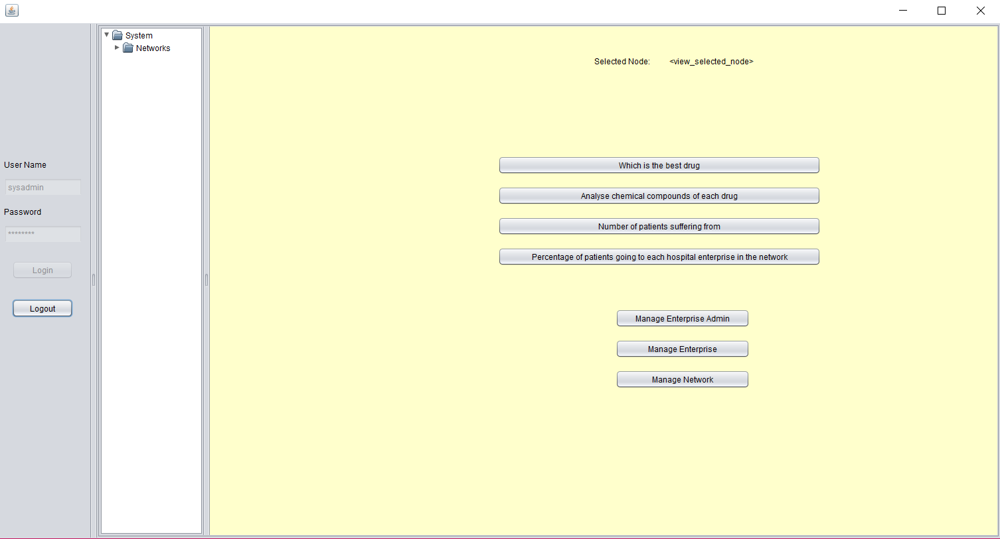 System
Networks
Selected Node: <view_selected_node>
User Name
sysadmin
Password
********
Login
Logout
Which is the best drug
Analyse chemical compounds of each drug
Number of patients suffering from
Percentage of patients going to each hospital enterprise in the network
Manage Enterprise Admin
Manage Enterprise
Manage Network